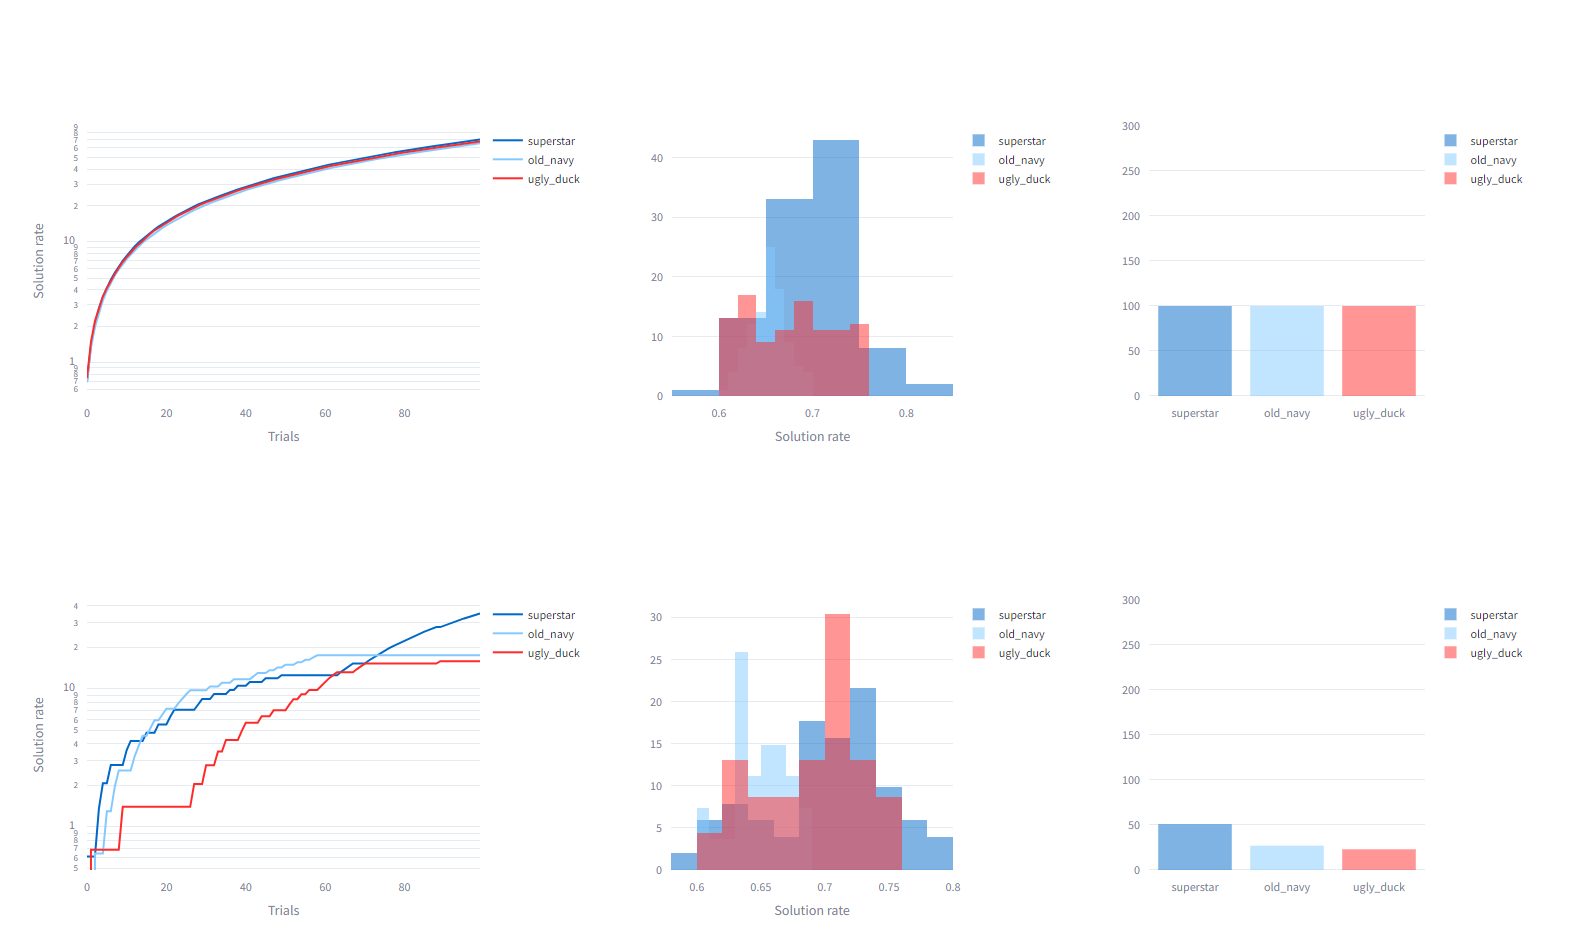 9
8
7
6
5
4
3
2
10
9
8
7
6
5
4
3
2
1
9
8
7
6
0
20
40
60
80
Solution rate
Trials
superstar
old_navy
ugly_duck
40
30
20
10
0
0.6
0.7
0.8
Solution rate
superstar
old_navy
ugly_duck
300
250
200
150
100
50
0
superstar
old_navy
ugly_duck
superstar
old_navy
ugly_duck
4
3
2
10
9
8
7
6
5
4
3
2
1
9
8
7
6
5
0
20
40
60
80
Solution rate
Trials
superstar
old_navy
ugly_duck
30
25
20
15
10
5
0
0.6
0.65
0.7
0.75
0.8
Solution rate
superstar
old_navy
ugly_duck
300
250
200
150
100
50
0
superstar
old_navy
ugly_duck
superstar
old_navy
ugly_duck